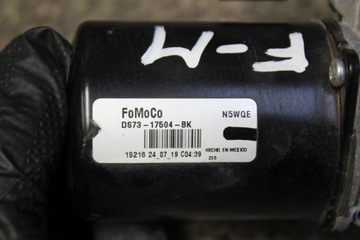 F-M
FoMoCo
N5WQE
DS73-17504-BK
19216 24_07_19 C04:39
HECHO EN MEXICO